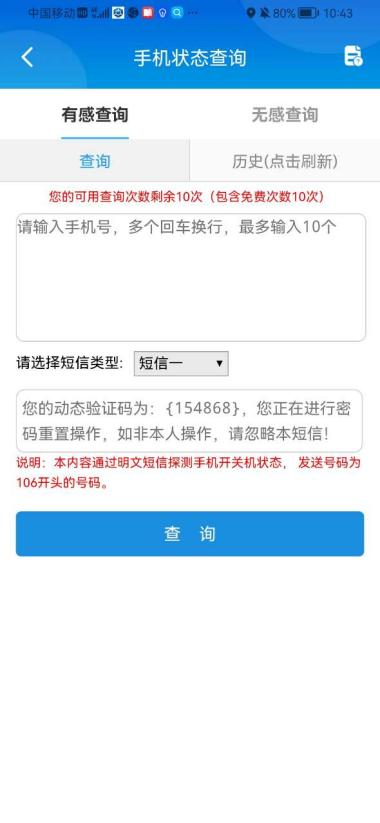 中国移动 80% 10:43
手机状态查询
有感查询 无感查询
查询 历史(点击刷新)
您的可用查询次数剩余10次（包含免费次数10次）
请输入手机号，多个回车换行，最多输入10个
请选择短信类型: 短信一
您的动态验证码为：{154868}，您正在进行密
码重置操作，如非本人操作，请忽略本短信！
说明：本内容通过明文短信探测手机开关机状态， 发送号码为
106开头的号码。
查 询